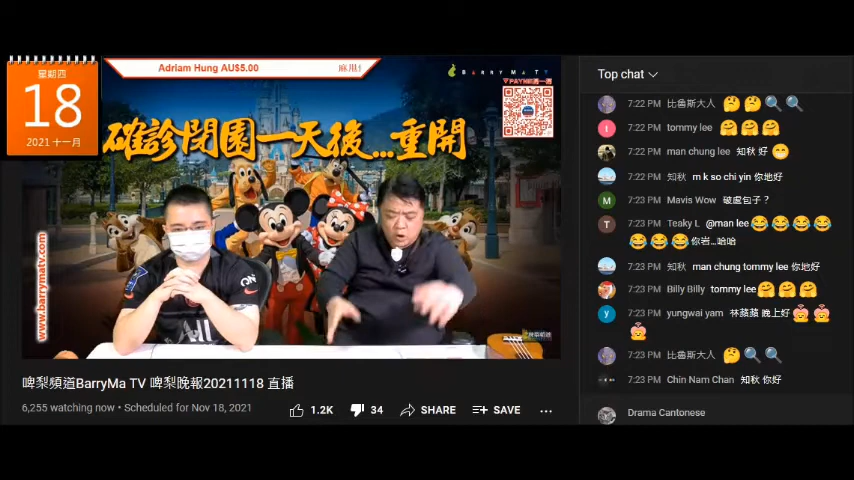 星期四
18
2021 十一月
Adriam Hung AU$5.00
BARRY MA TV
確診閉園一天後...重開
www.barrymatv.com
啤梨頻道BarryMa TV 啤梨晚報20211118 直播
6,255 watching now • Scheduled for Nov 18, 2021
1.2K
34
SHARE
SAVE
Top chat
7:22 PM 比魯斯大人
7:22 PM tommy lee
7:22 PM man chung lee 知秋 好
7:22 PM 知秋 m k so chi yin 你地好
7:23 PM Mavis Wow 破處包子？
7:23 PM Teaky L @man lee
你岩...哈哈
7:23 PM 知秋 man chung tommy lee 你地好
7:23 PM Billy Billy tommy lee
7:23 PM yungwai yam 林蘋蘋 晚上好
7:23 PM 比魯斯大人
7:23 PM Chin Nam Chan 知秋 你好
Drama Cantonese